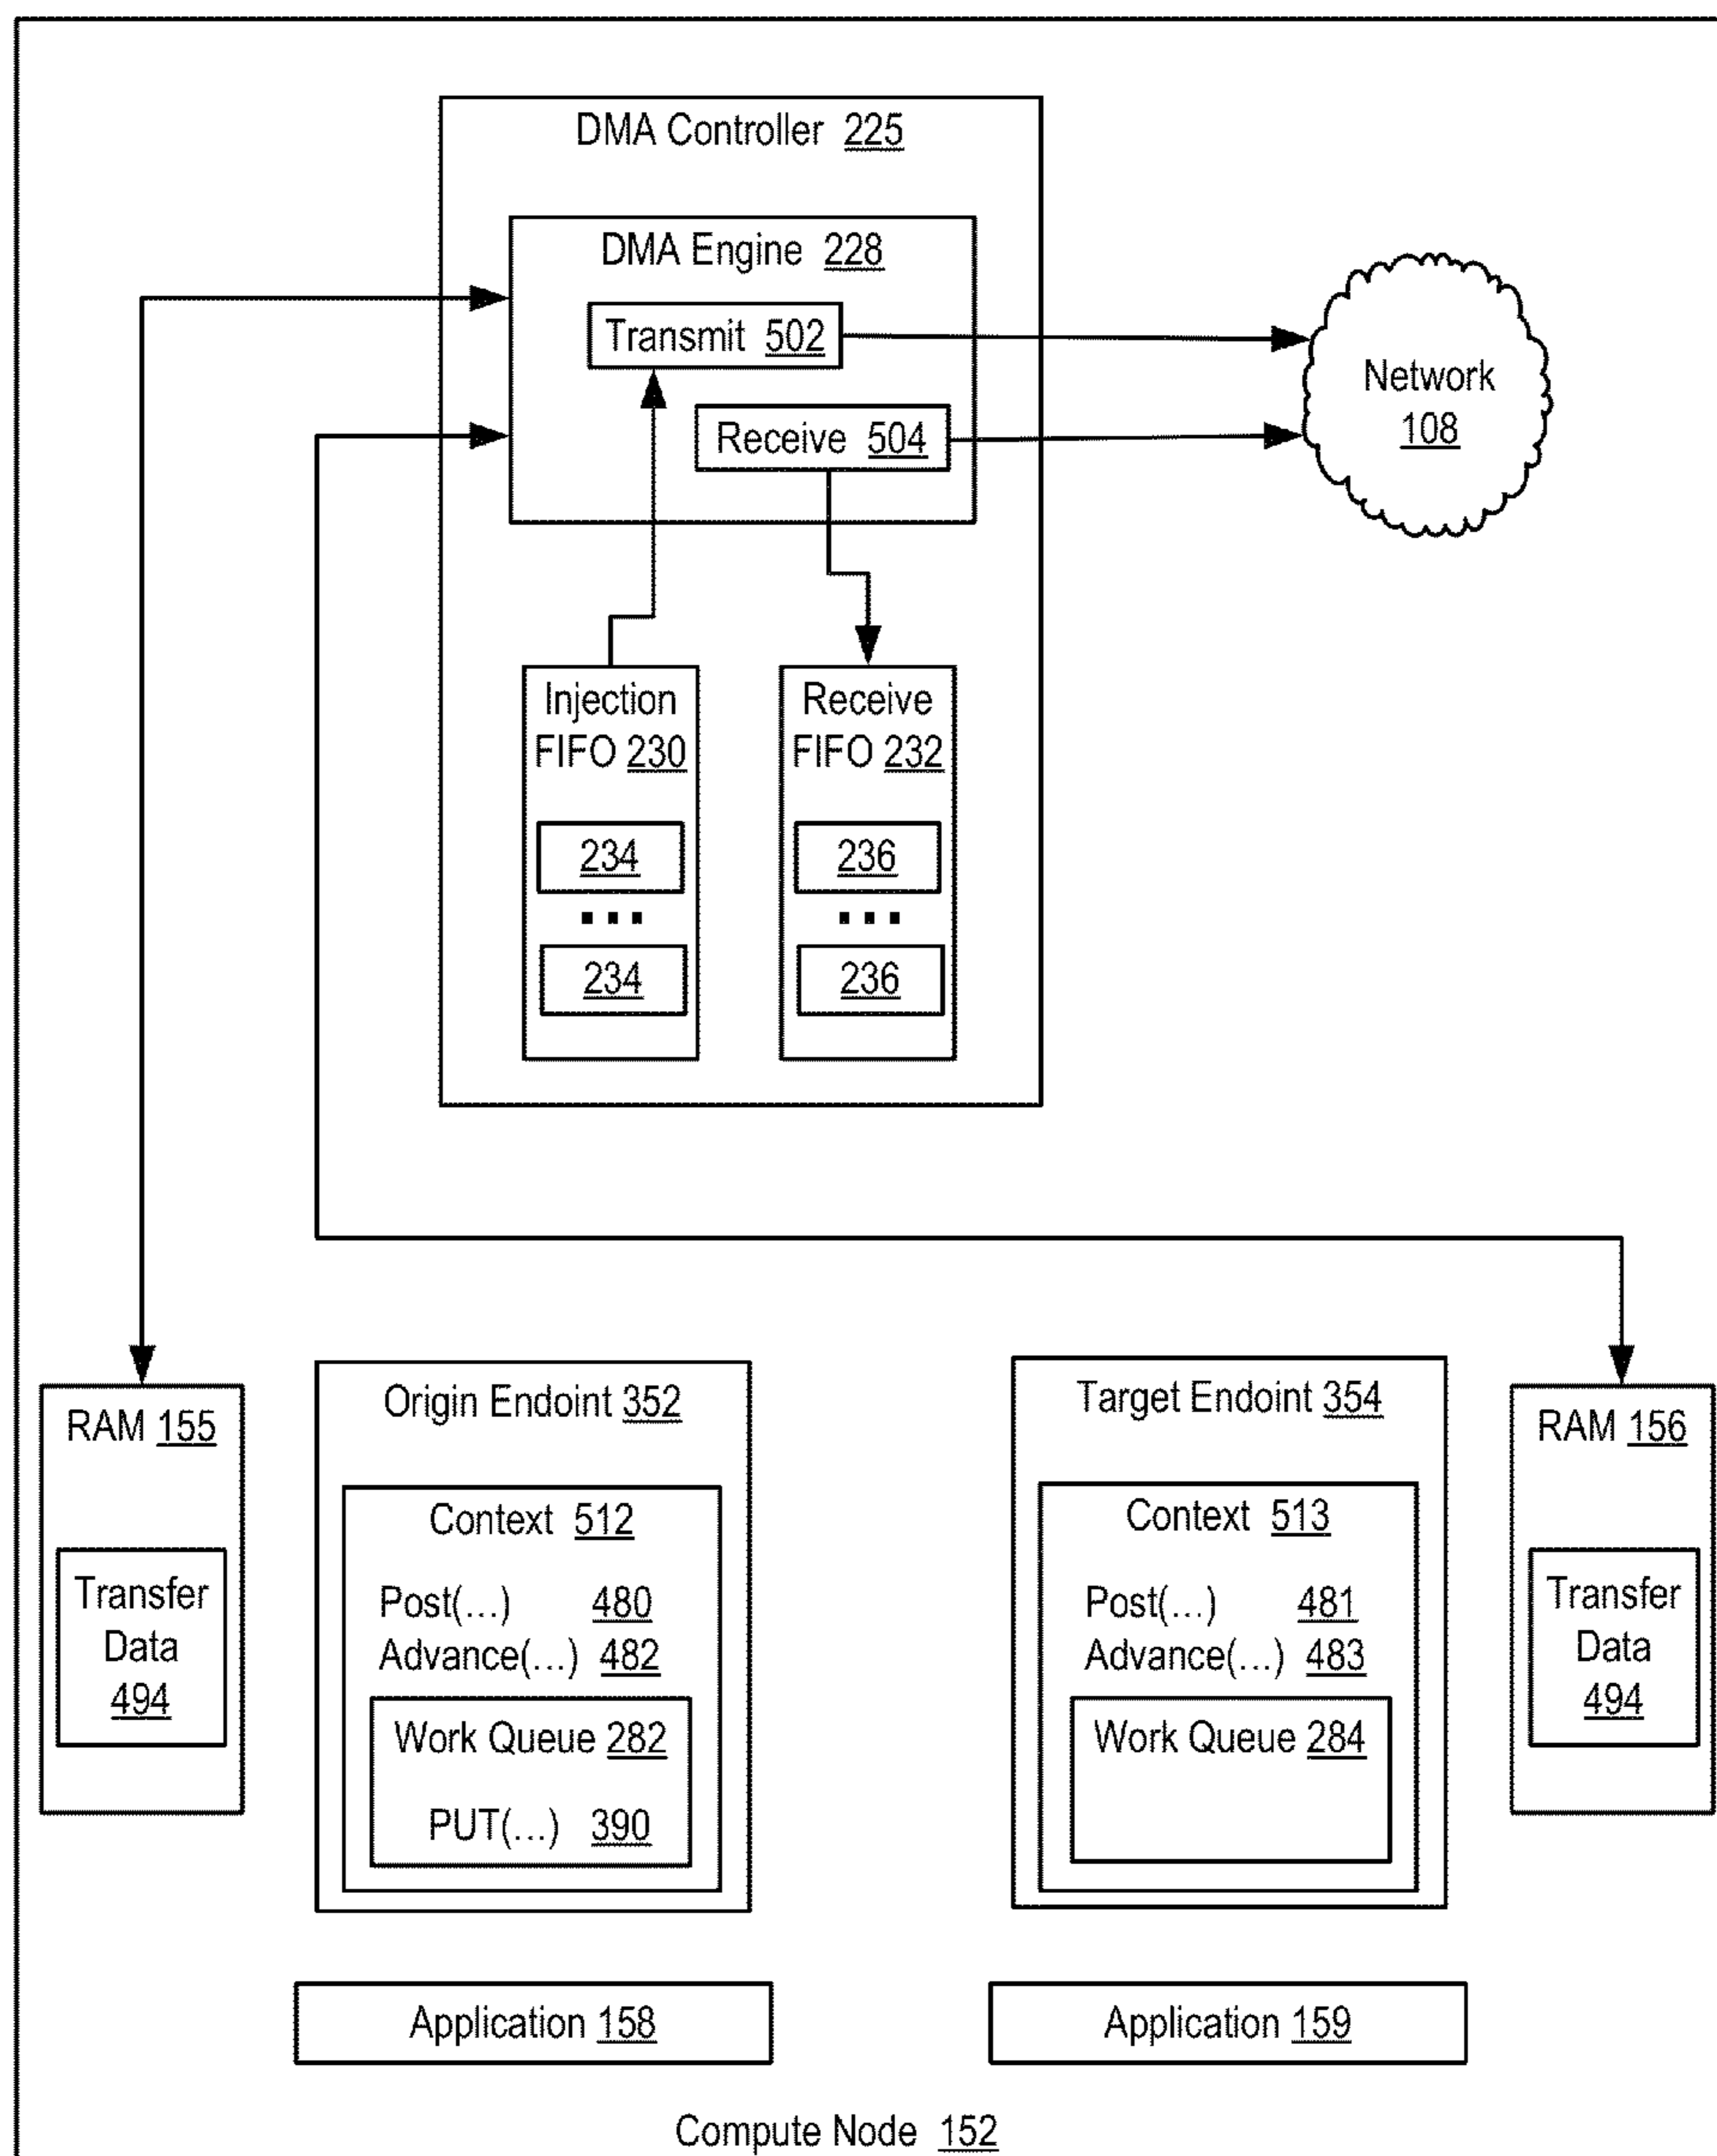 DMA Controller 225
DMA Engine 228
Transmit 502
Receive 504
Network
108
Injection
FIFO 230
234
...
234
Receive
FIFO 232
236
...
236
RAM 155
Transfer
Data
494
Origin Endoint 352
Context 512
Post(...) 480
Advance(...) 482
Work Queue 282
PUT(...) 390
Target Endoint 354
Context 513
Post(...) 481
Advance(...) 483
Work Queue 284
RAM 156
Transfer
Data
494
Application 158
Application 159
Compute Node 152